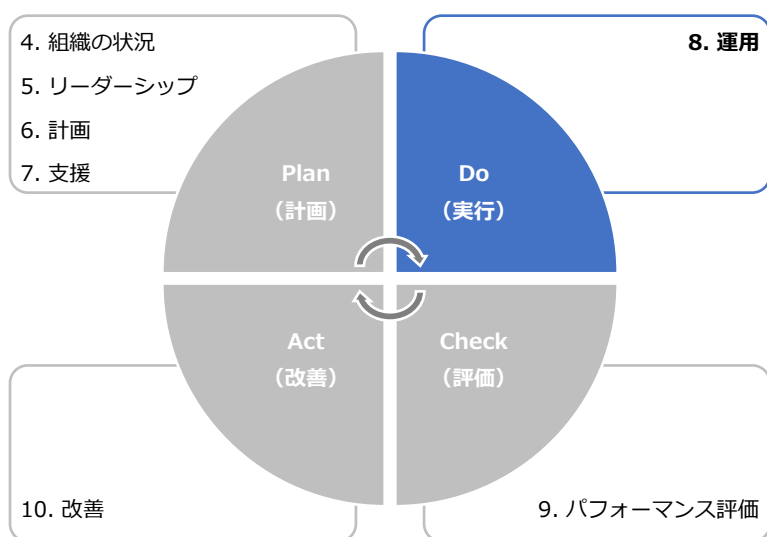 4. 組織の状況
5. リーダーシップ
6. 計画
7. 支援
8. 運用
Plan
（計画）
Do
（実行）
Act
（改善）
Check
（評価）
10. 改善
9. パフォーマンス評価